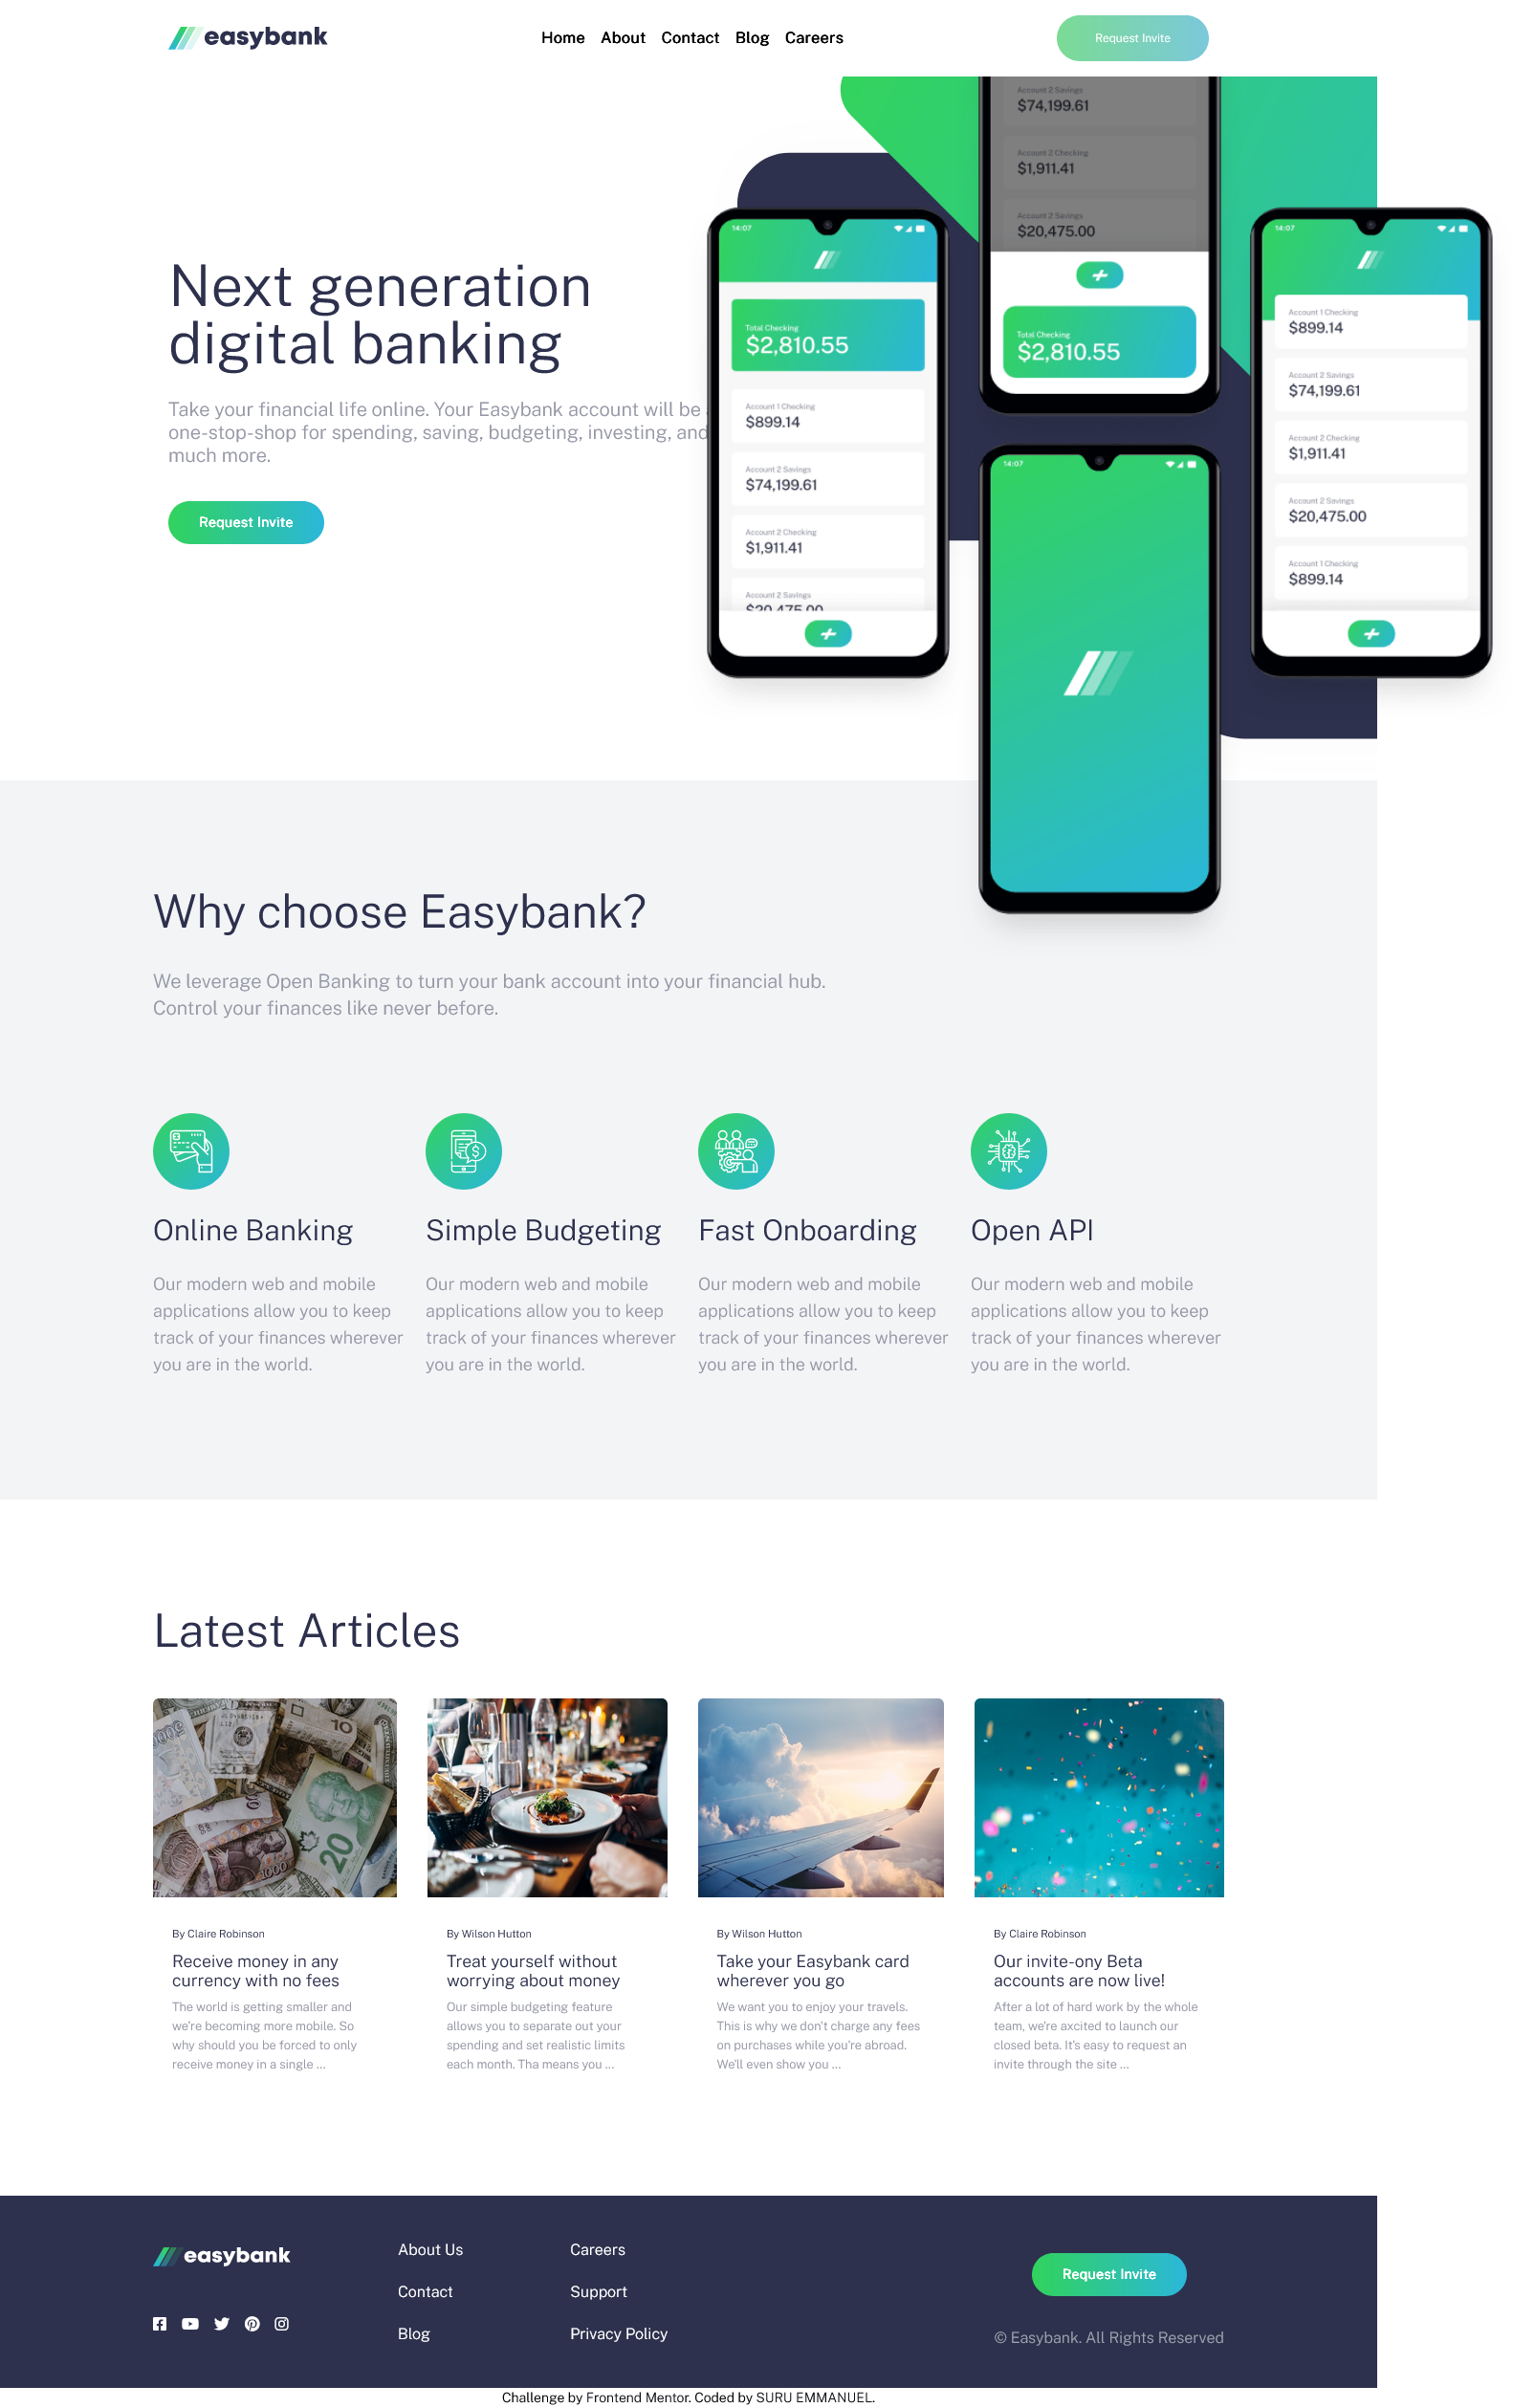 easybank
Home About Contact Blog Careers
Request Invite
Next generation
digital banking
Take your financial life online. Your Easybank account will be
one-stop-shop for spending, saving, budgeting, investing, and
much more.
Request Invite
14:07
Total Checking
$2,810.55
Account 1 Checking
$899.14
Account 2 Savings
$74,199.61
Account 2 Checking
$1,911.41
Account 2 Savings
$20,475.00
Account 2 Savings
$74,199.61
Account 2 Checking
$1,911.41
Account 2 Savings
$20,475.00
Total Checking
$2,810.55
14:07
14:07
Account 1 Checking
$899.14
Account 2 Savings
$74,199.61
Account 2 Checking
$1,911.41
Account 2 Savings
$20,475.00
Account 1 Checking
$899.14
Why choose Easybank?
We leverage Open Banking to turn your bank account into your financial hub.
Control your finances like never before.
Online Banking
Our modern web and mobile
applications allow you to keep
track of your finances wherever
you are in the world.
Simple Budgeting
Our modern web and mobile
applications allow you to keep
track of your finances wherever
you are in the world.
Fast Onboarding
Our modern web and mobile
applications allow you to keep
track of your finances wherever
you are in the world.
Open API
Our modern web and mobile
applications allow you to keep
track of your finances wherever
you are in the world.
Latest Articles
10
20
1000
By Claire Robinson
Receive money in any
currency with no fees
The world is getting smaller and
we're becoming more mobile. So
why should you be forced to only
receive money in a single ...
By Wilson Hutton
Treat yourself without
worrying about money
Our simple budgeting feature
allows you to separate out your
spending and set realistic limits
each month. Tha means you ...
By Wilson Hutton
Take your Easybank card
wherever you go
We want you to enjoy your travels.
This is why we don't charge any fees
on purchases while you're abroad.
We'll even show you ...
By Claire Robinson
Our invite-ony Beta
accounts are now live!
After a lot of hard work by the whole
team, we're axcited to launch our
closed beta. It's easy to request an
invite through the site ...
easybank
About Us
Contact
Blog
Careers
Support
Privacy Policy
Request Invite
© Easybank. All Rights Reserved
Challenge by Frontend Mentor. Coded by SURU EMMANUEL.